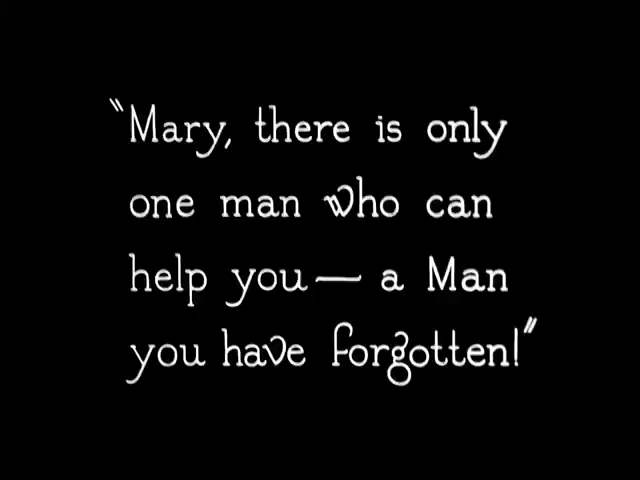 "Mary, there is only
one man who can
help you — a Man
you have forgotten!"